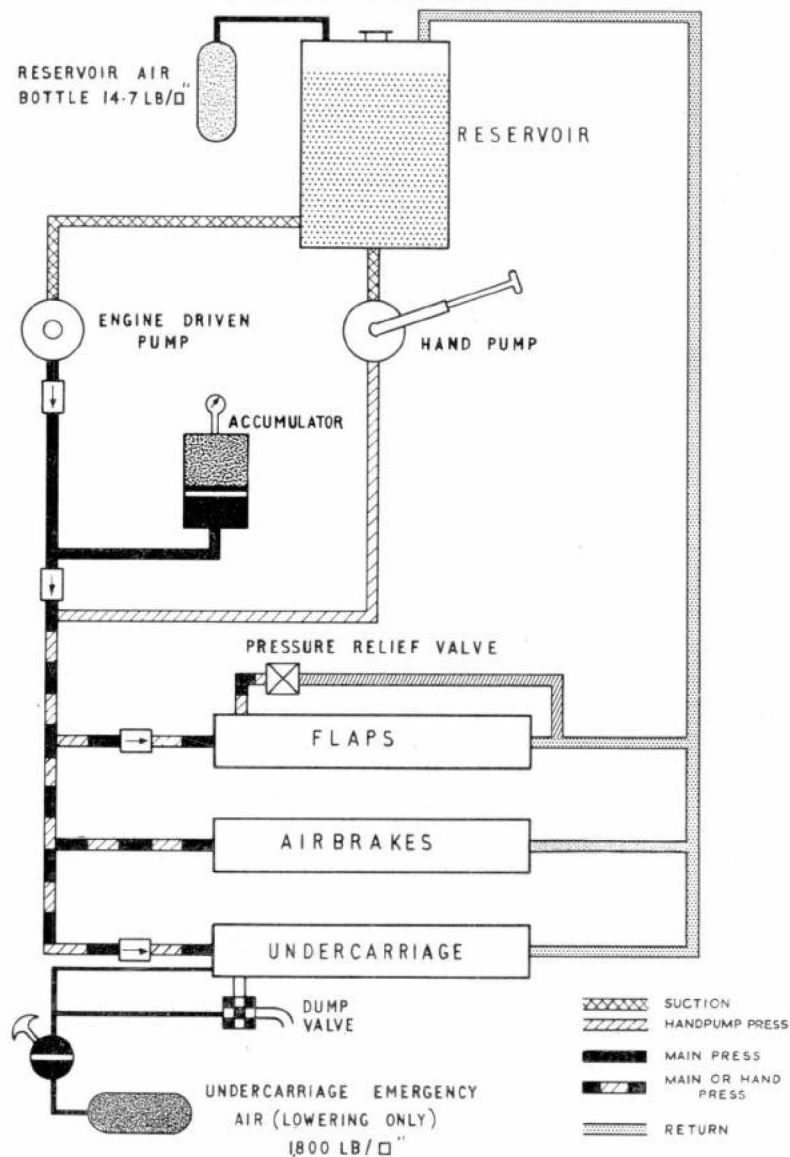 RESERVOIR AIR
BOTTLE 14·7 LB/□"
RESERVOIR
ENGINE DRIVEN
PUMP
HAND PUMP
ACCUMULATOR
PRESSURE RELIEF VALVE
FLAPS
AIRBRAKES
UNDERCARRIAGE
DUMP
VALVE
UNDERCARRIAGE EMERGENCY
AIR (LOWERING ONLY)
1,800 LB/□"
SUCTION
HANDPUMP PRESS
MAIN PRESS
MAIN OR HAND
PRESS
RETURN